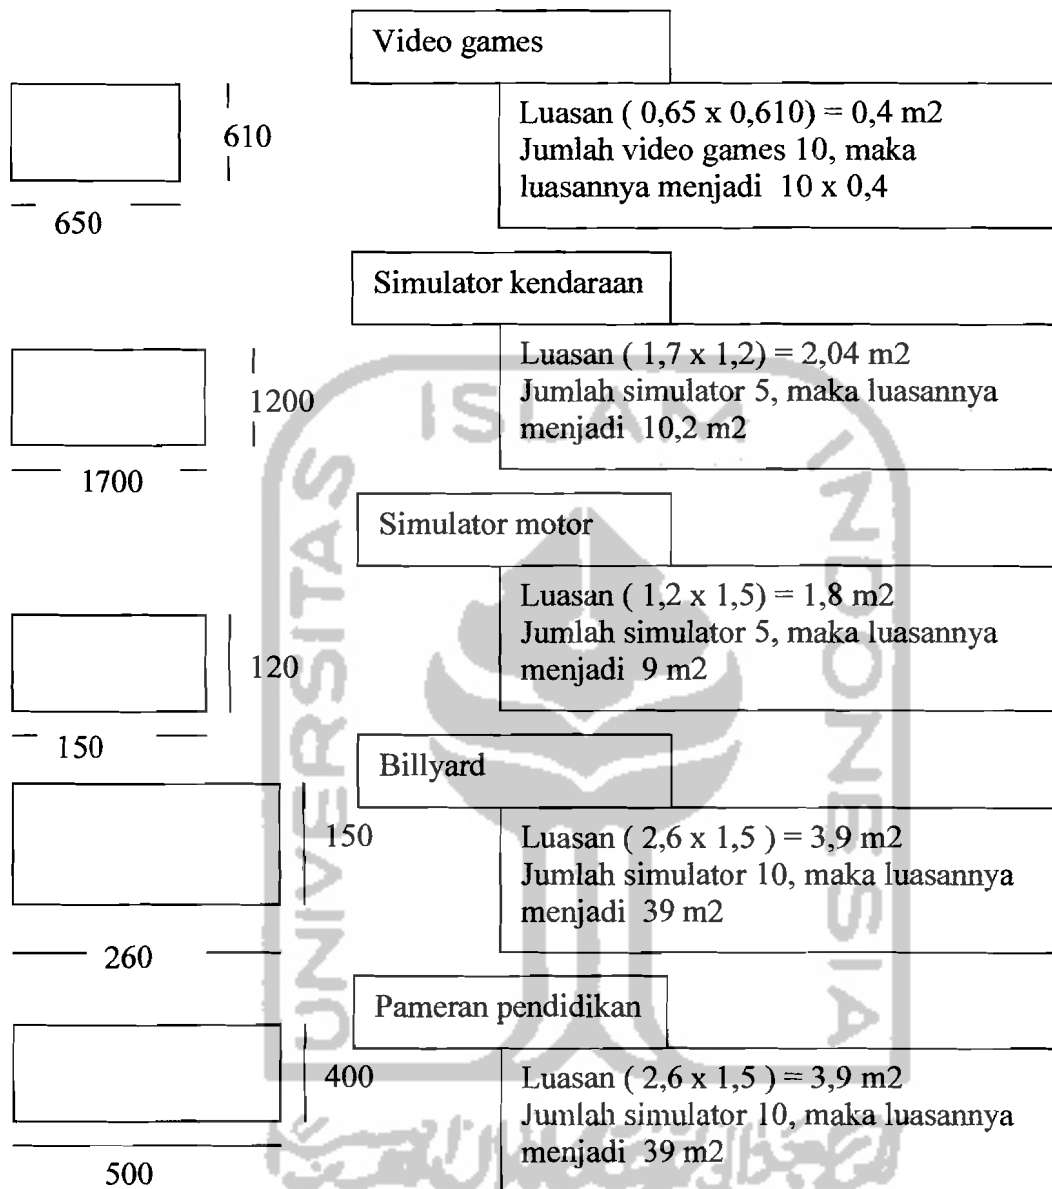 Video games
610
650
Luasan ( 0,65 x 0,610) = 0,4 m2
Jumlah video games 10, maka
luasannya menjadi 10 x 0,4
Simulator kendaraan
1200
1700
Luasan ( 1,7 x 1,2) = 2,04 m2
Jumlah simulator 5, maka luasannya
menjadi 10,2 m2
Simulator motor
120
150
Luasan ( 1,2 x 1,5) = 1,8 m2
Jumlah simulator 5, maka luasannya
menjadi 9 m2
Billyard
150
260
Luasan ( 2,6 x 1,5 ) = 3,9 m2
Jumlah simulator 10, maka luasannya
menjadi 39 m2
Pameran pendidikan
400
500
Luasan ( 2,6 x 1,5 ) = 3,9 m2
Jumlah simulator 10, maka luasannya
menjadi 39 m2
UNIVERSITAS
ISLAM
INDONESIA